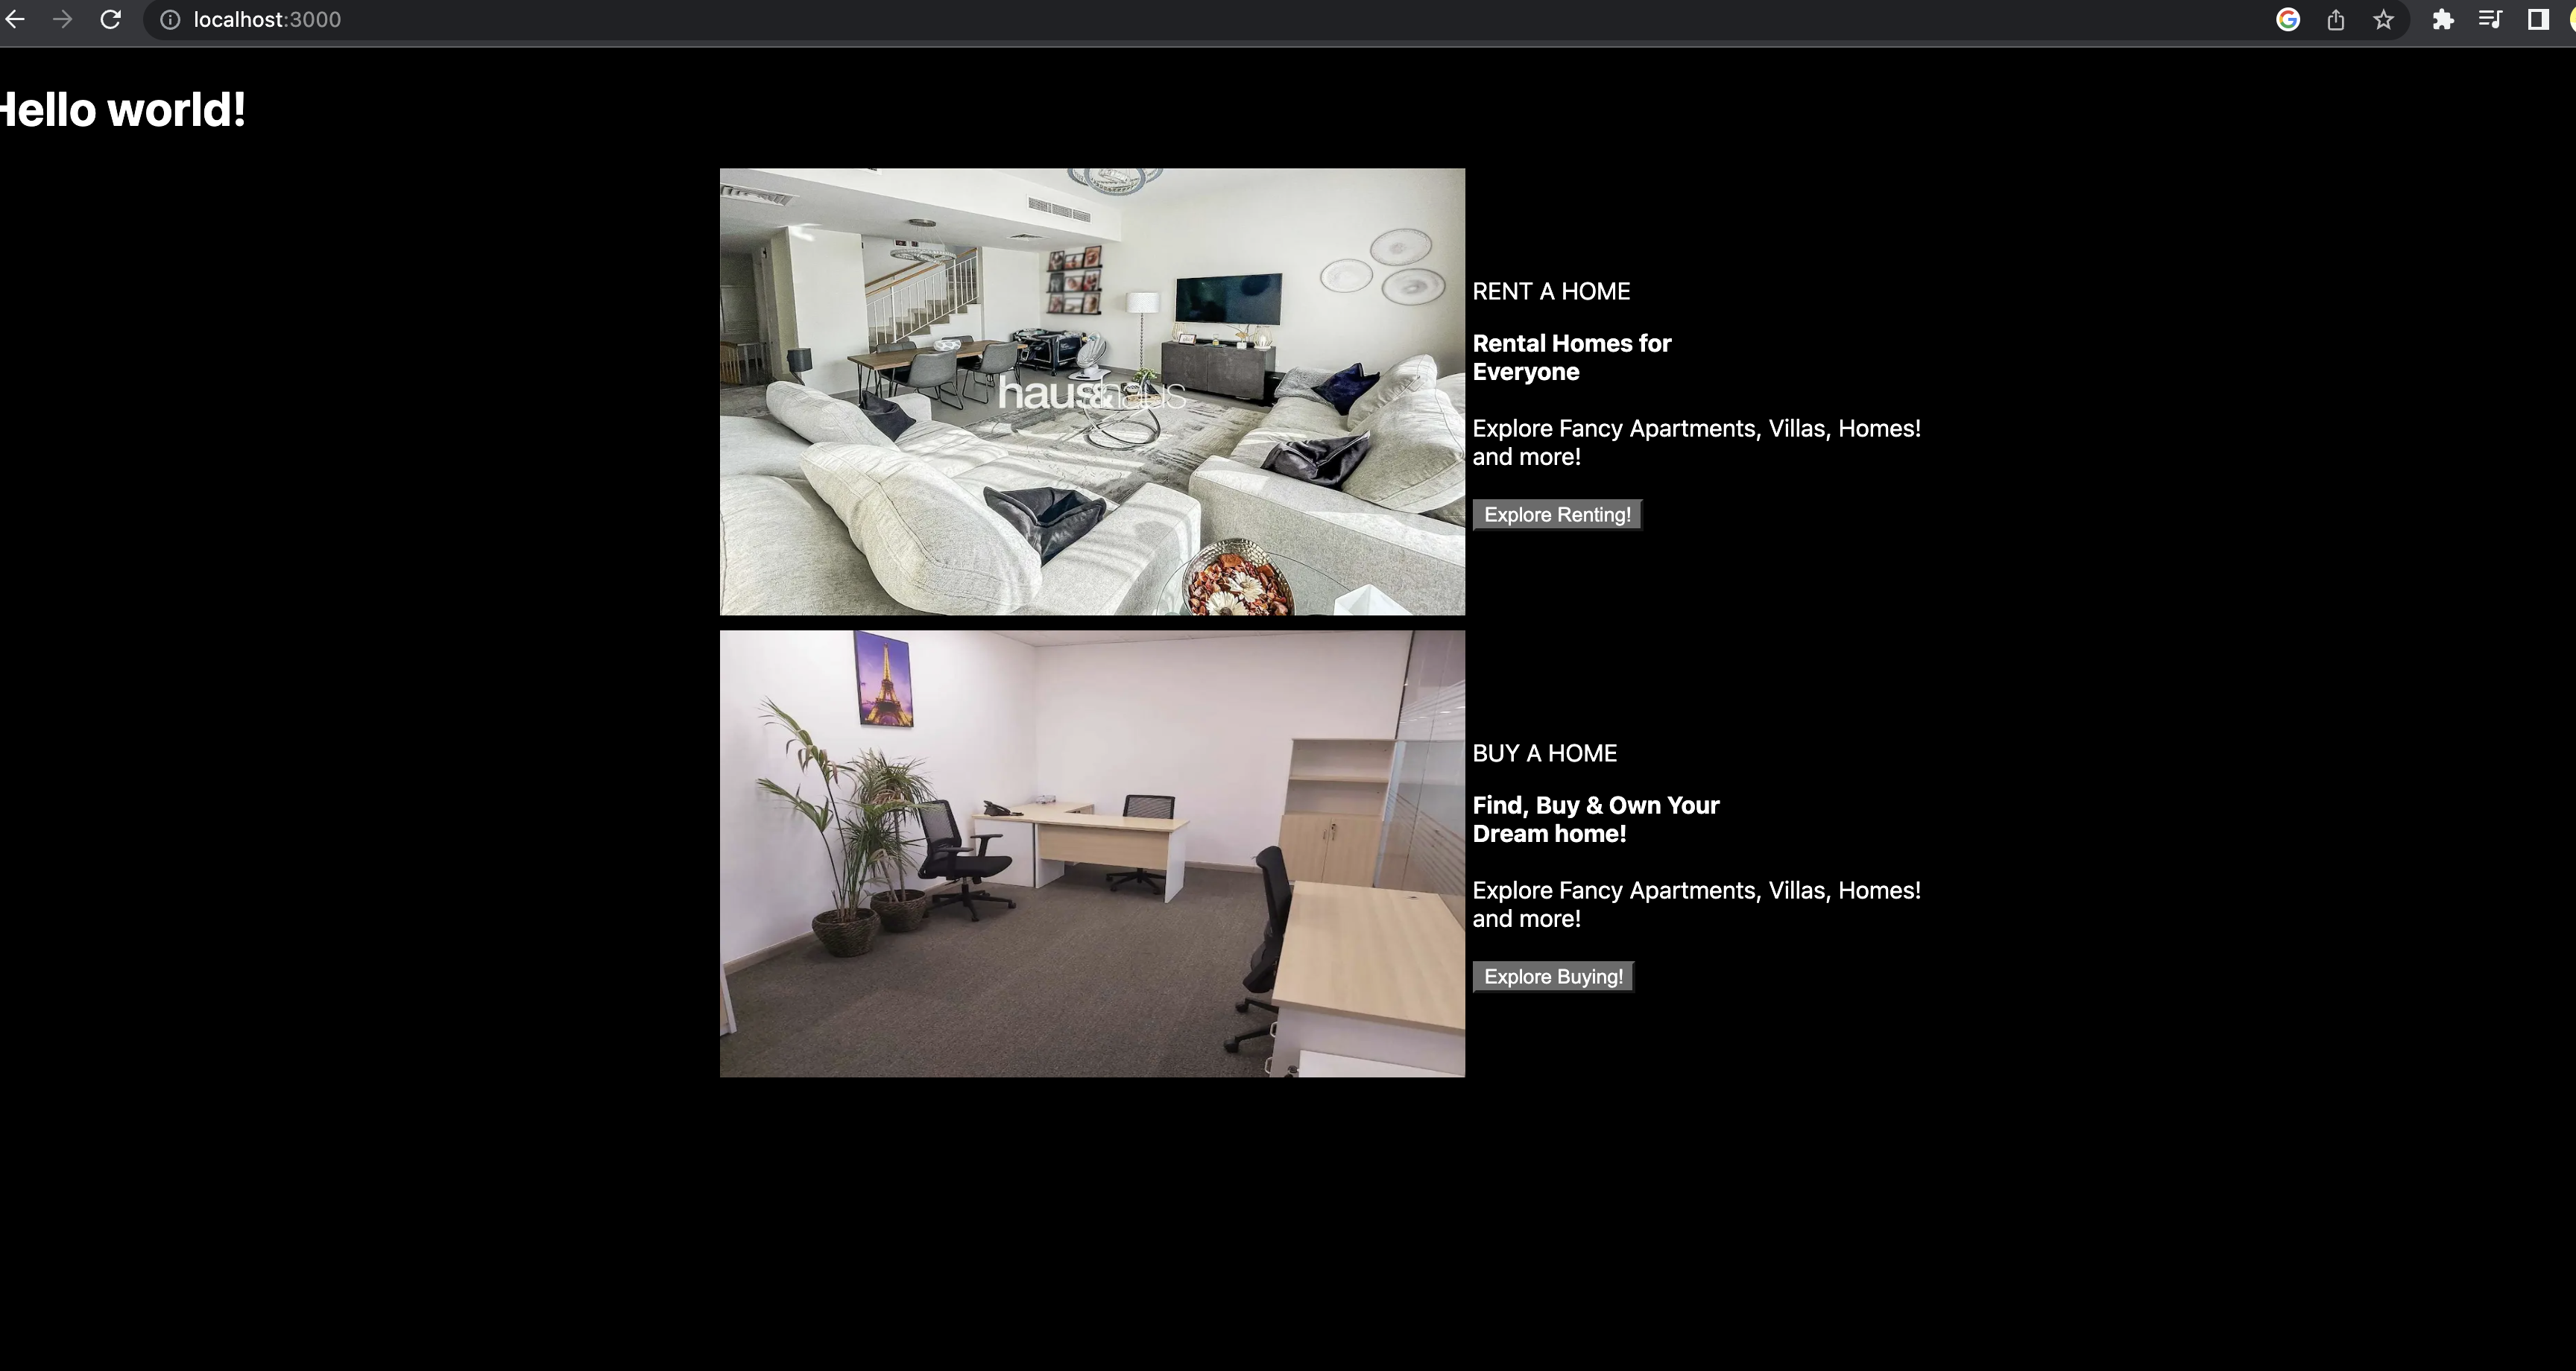 localhost:3000
Hello world!
haus&haus
RENT A HOME
Rental Homes for
Everyone
Explore Fancy Apartments, Villas, Homes!
and more!
Explore Renting!
BUY A HOME
Find, Buy & Own Your
Dream home!
Explore Fancy Apartments, Villas, Homes!
and more!
Explore Buying!